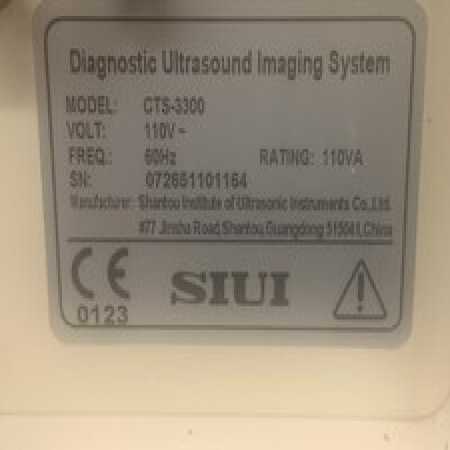 Diagnostic Ultrasound Imaging System
MODEL: CTS-3300
VOLT: 110V ~
FREQ.: 60Hz RATING: 110VA
SN: 072651101164
Manufacturer: Shantou Institute of Ultrasonic Instruments Co.,Ltd.
#77 Jinsha Road,Shantou,Guangdong 515041,China
CE SIUI
0123